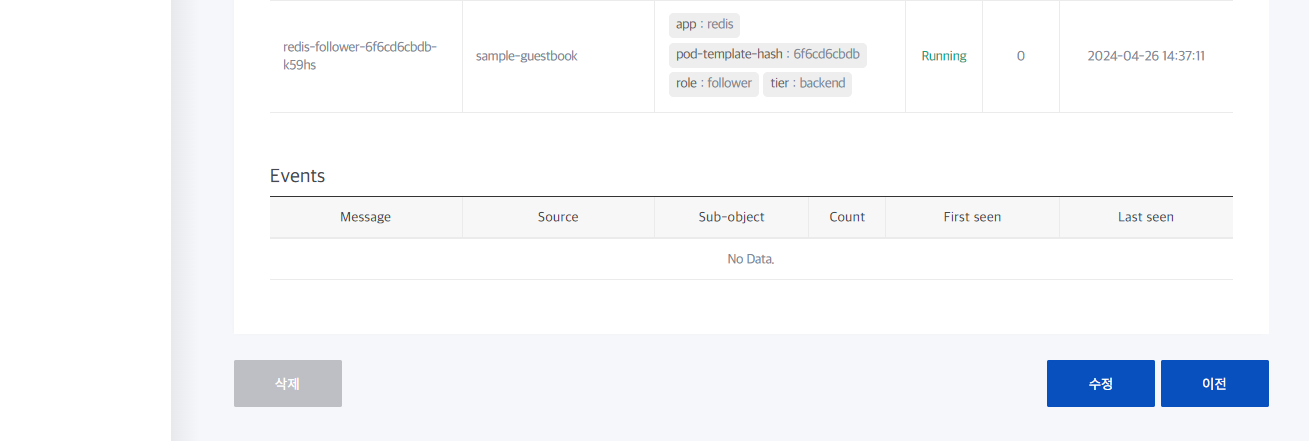 redis-follower-6f6cd6cbdb-
k59hs
sample-guestbook
app : redis
pod-template-hash : 6f6cd6cbdb
role : follower tier : backend
Running
0
2024-04-26 14:37:11
Events
Message Source Sub-object Count First seen Last seen
No Data.
삭제 수정 이전